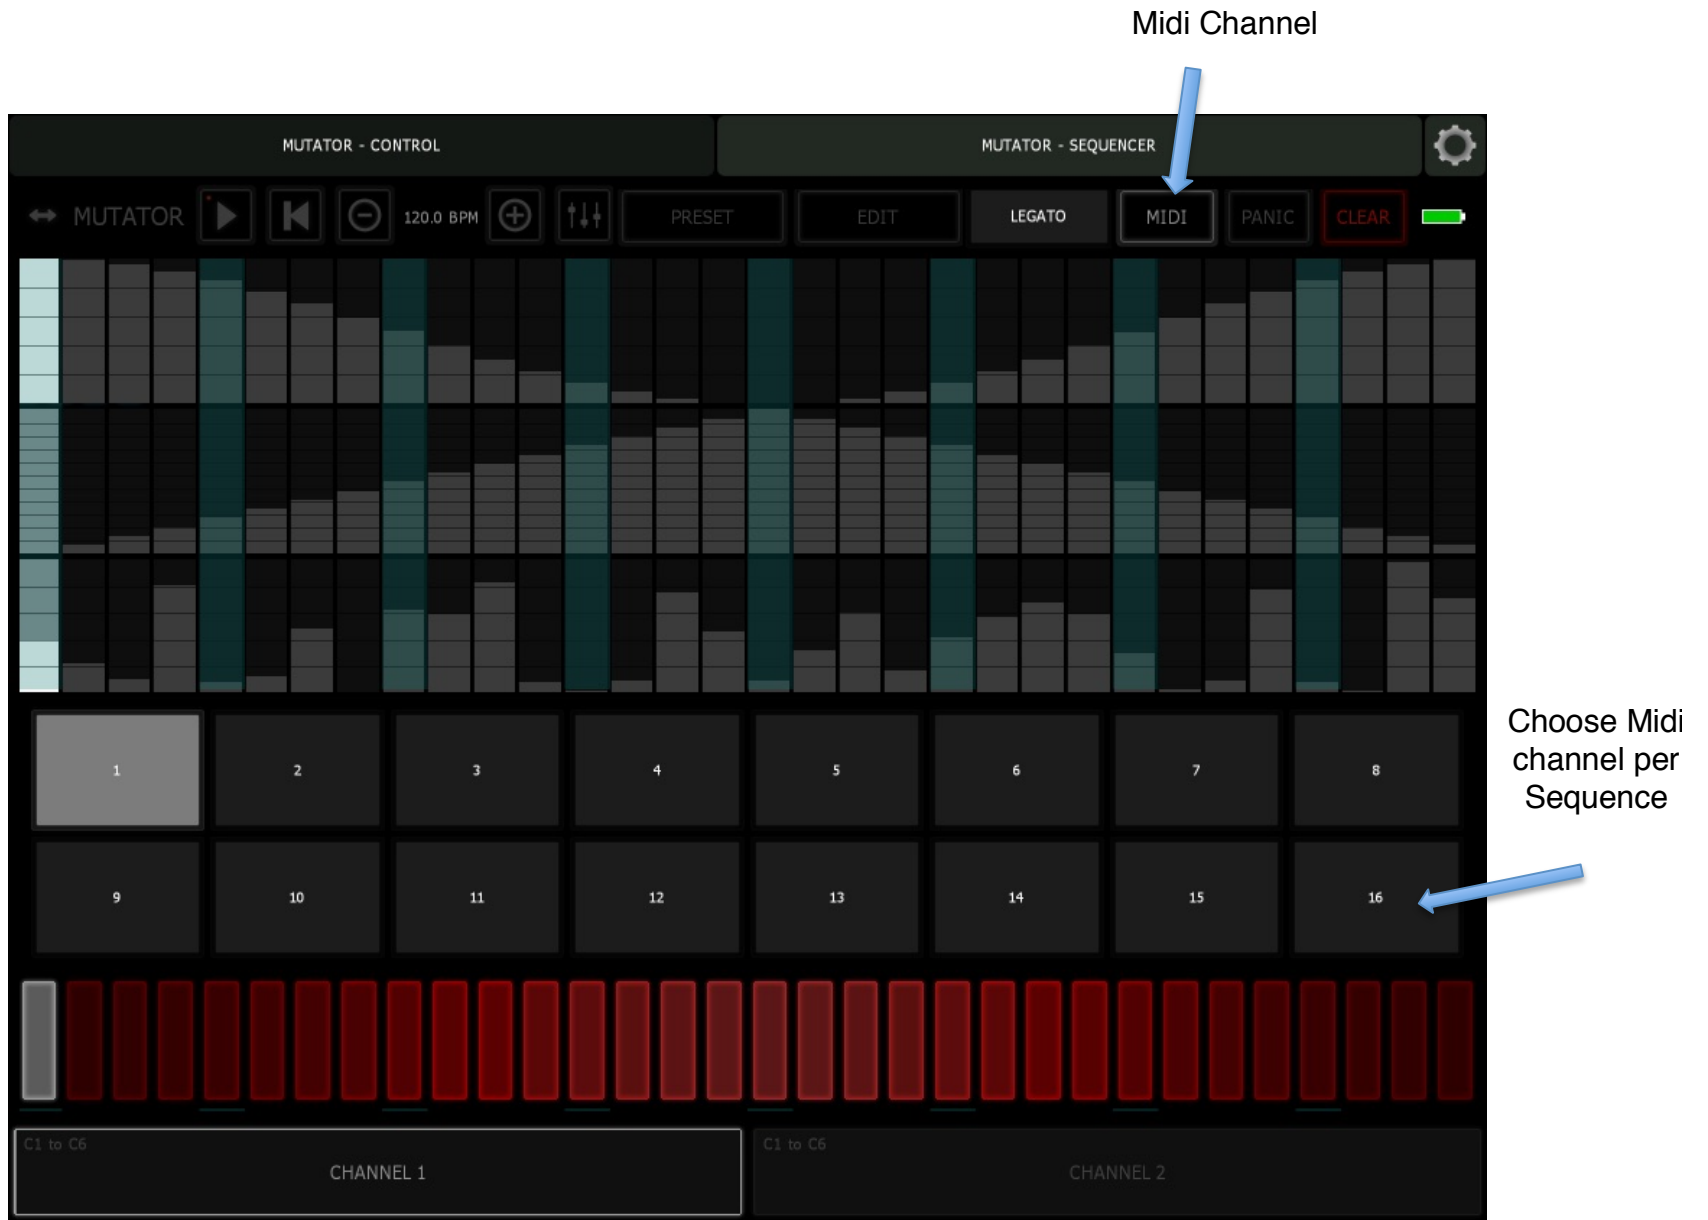 Midi Channel
MUTATOR - CONTROL
MUTATOR - SEQUENCER
MUTATOR
120.0 BPM
PRESET
EDIT
LEGATO
MIDI
PANIC
CLEAR
1
2
3
4
5
6
7
8
Choose Midi
channel per
Sequence
9
10
11
12
13
14
15
16
C1 to C6
CHANNEL 1
C1 to C6
CHANNEL 2